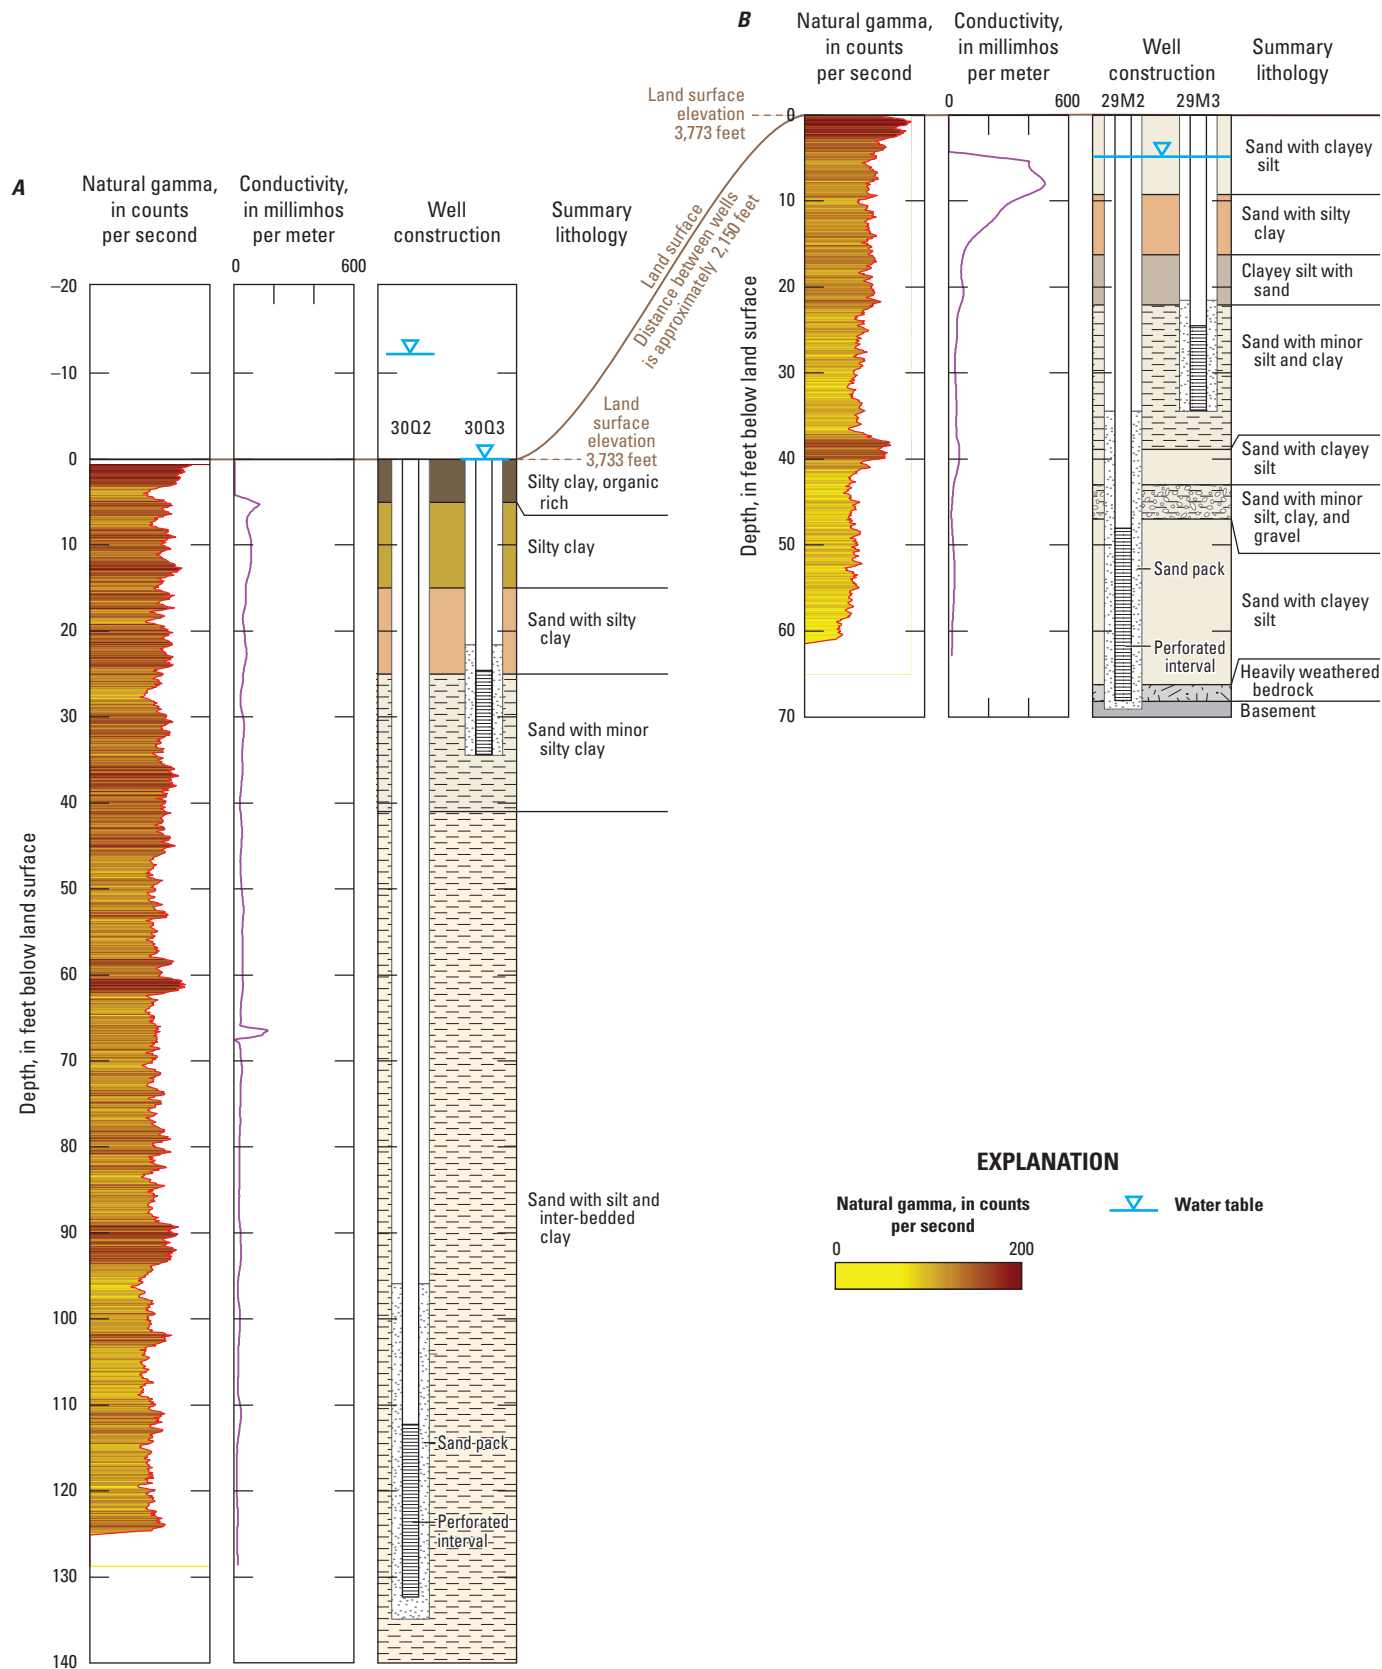 A
Natural gamma,
in counts
per second
Conductivity,
in millimhos
per meter
Well
construction
Summary
lithology
0
600
–20
–10
0
10
20
30
40
50
60
70
80
90
100
110
120
130
140
Depth, in feet below land surface
30Q2
30Q3
Silty clay, organic
rich
Silty clay
Sand with silty
clay
Sand with minor
silty clay
Sand with silt and
inter-bedded
clay
Sand pack
Perforated
interval
Land surface
elevation
3,773 feet
Land surface
Distance between wells
is approximately 2,150 feet
Land
surface
elevation
3,733 feet
B
Natural gamma,
in counts
per second
Conductivity,
in millimhos
per meter
Well
construction
Summary
lithology
0
600
29M2
29M3
0
10
20
30
40
50
60
70
Depth, in feet below land surface
Sand with clayey
silt
Sand with silty
clay
Clayey silt with
sand
Sand with minor
silt and clay
Sand with clayey
silt
Sand with minor
silt, clay, and
gravel
Sand pack
Sand with clayey
silt
Perforated
interval
Heavily weathered
bedrock
Basement
EXPLANATION
Natural gamma, in counts
per second
0
200
Water table